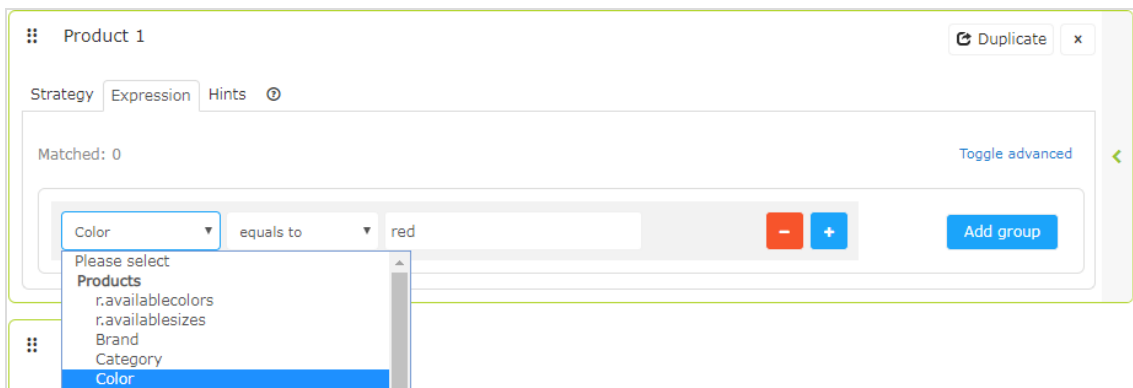 Product 1
Duplicate x
Strategy Expression Hints
Matched: 0
Toggle advanced
Color equals to red - + Add group
Please select
Products
r.availablecolors
r.availablesizes
Brand
Category
Color